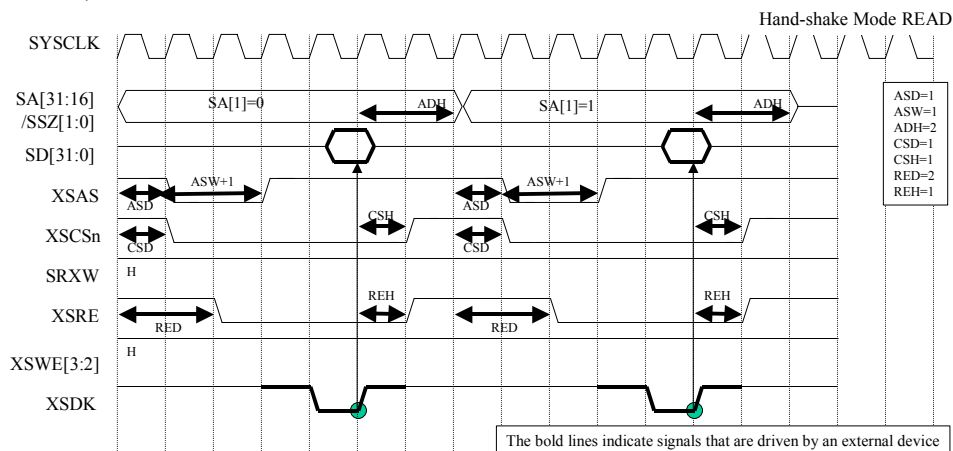 Hand-shake Mode READ
SYSCLK
SA[31:16]
/SSZ[1:0]
SA[1]=0
ADH
SA[1]=1
ADH
SD[31:0]
XSAS
ASD
ASW+1
ASD
ASW+1
XSCSn
CSD
CSH
CSD
CSH
SRXW
H
XSRE
RED
REH
RED
REH
XSWE[3:2]
H
XSDK
ASD=1
ASW=1
ADH=2
CSD=1
CSH=1
RED=2
REH=1
The bold lines indicate signals that are driven by an external device